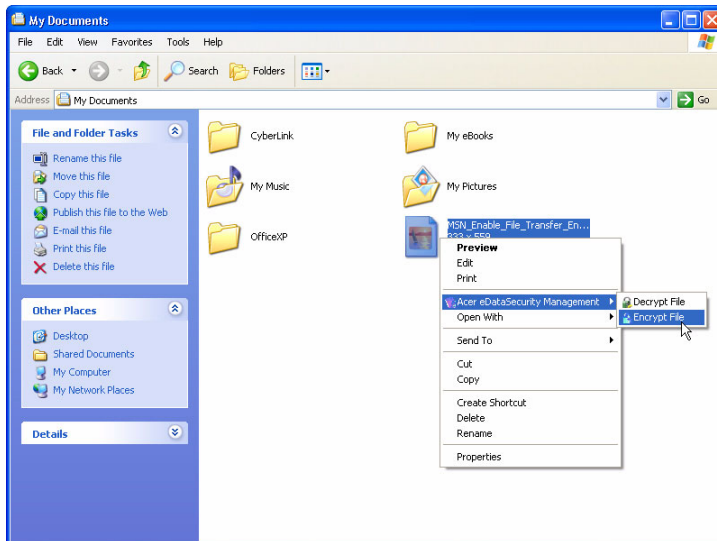 My Documents
File Edit View Favorites Tools Help
Back Search Folders
Address My Documents Go
File and Folder Tasks
Rename this file
Move this file
Copy this file
Publish this file to the Web
E-mail this file
Print this file
Delete this file
Other Places
Desktop
Shared Documents
My Computer
My Network Places
Details
CyberLink
My eBooks
My Music
My Pictures
OfficeXP
MSN_Enable_File_Transfer_En...
333 x 559
Preview
Edit
Print
Acer eDataSecurity Management
Open With
Send To
Cut
Copy
Create Shortcut
Delete
Rename
Properties
Decrypt File
Encrypt File